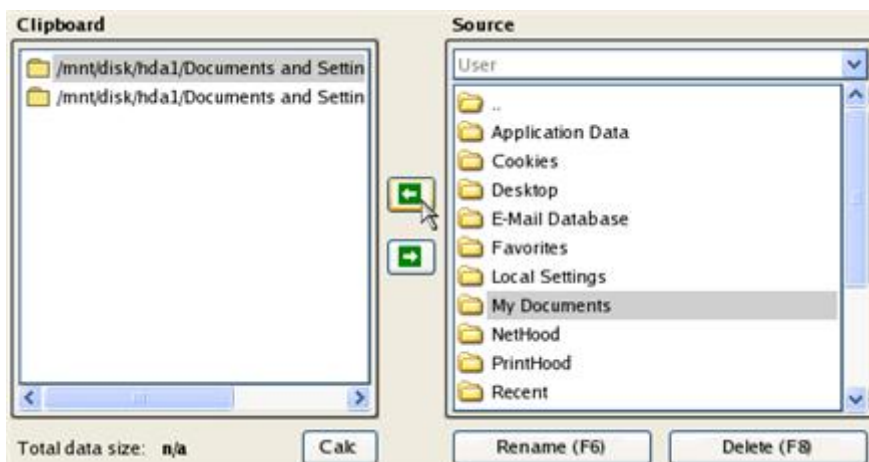 Clipboard
/mnt/disk/hda1/Documents and Settin
/mnt/disk/hda1/Documents and Settin
Total data size: n/a
Calc
Source
User
..
Application Data
Cookies
Desktop
E-Mail Database
Favorites
Local Settings
My Documents
NetHood
PrintHood
Recent
Rename (F6)
Delete (F8)